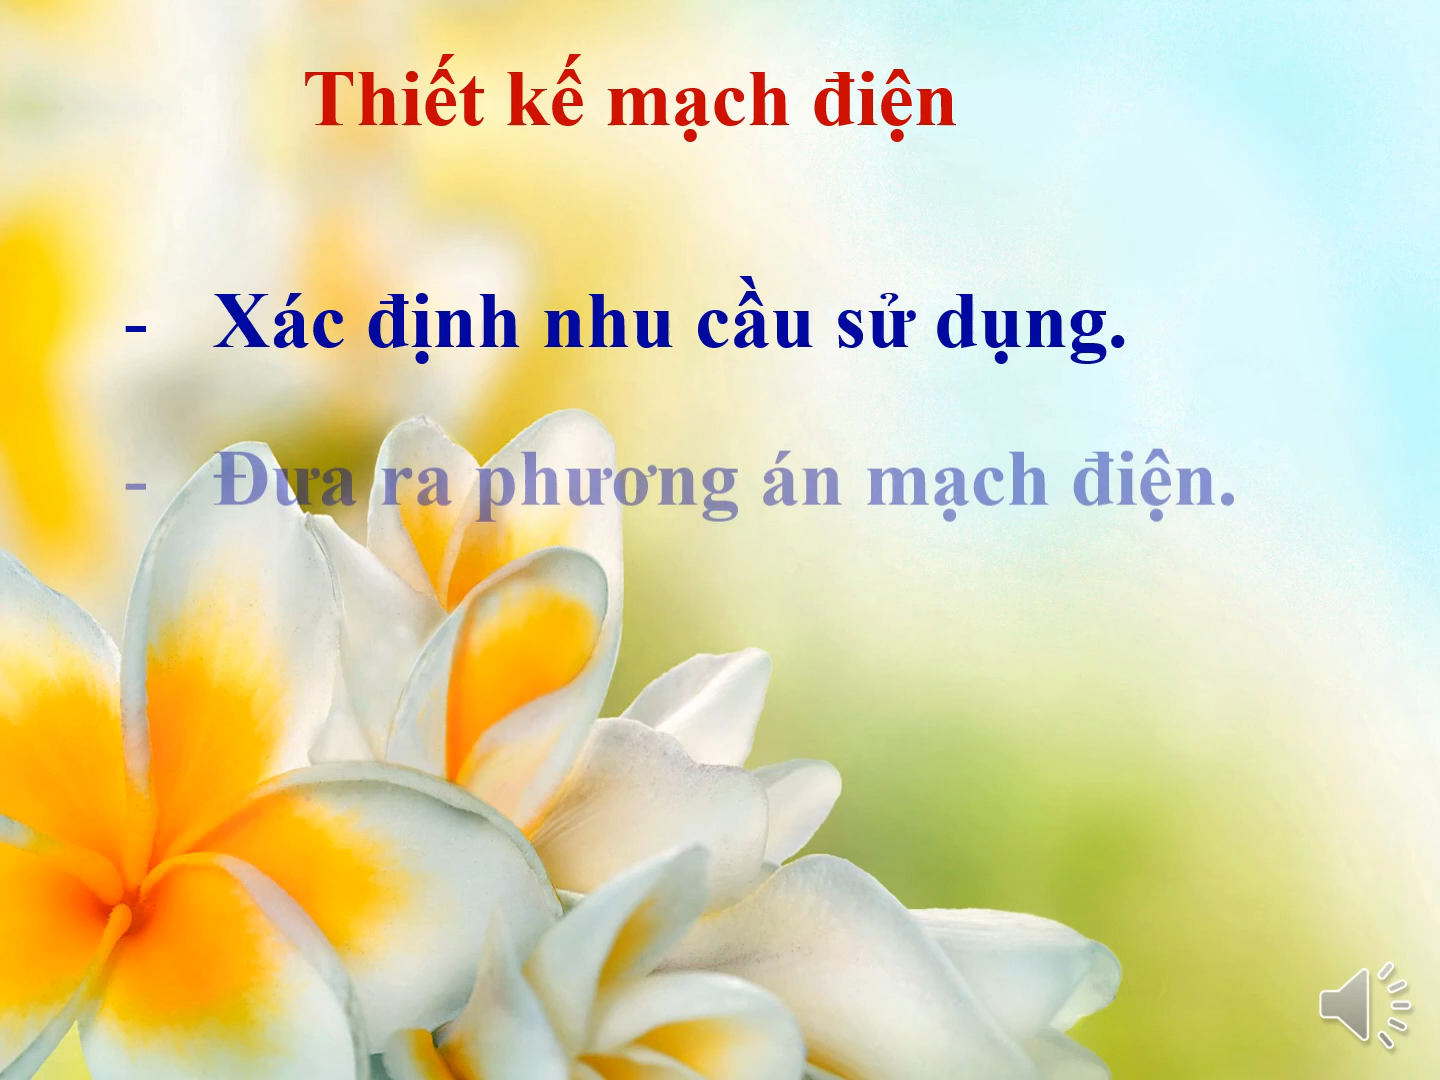 Thiết kế mạch điện
- Xác định nhu cầu sử dụng.
- Đưa ra phương án mạch điện.